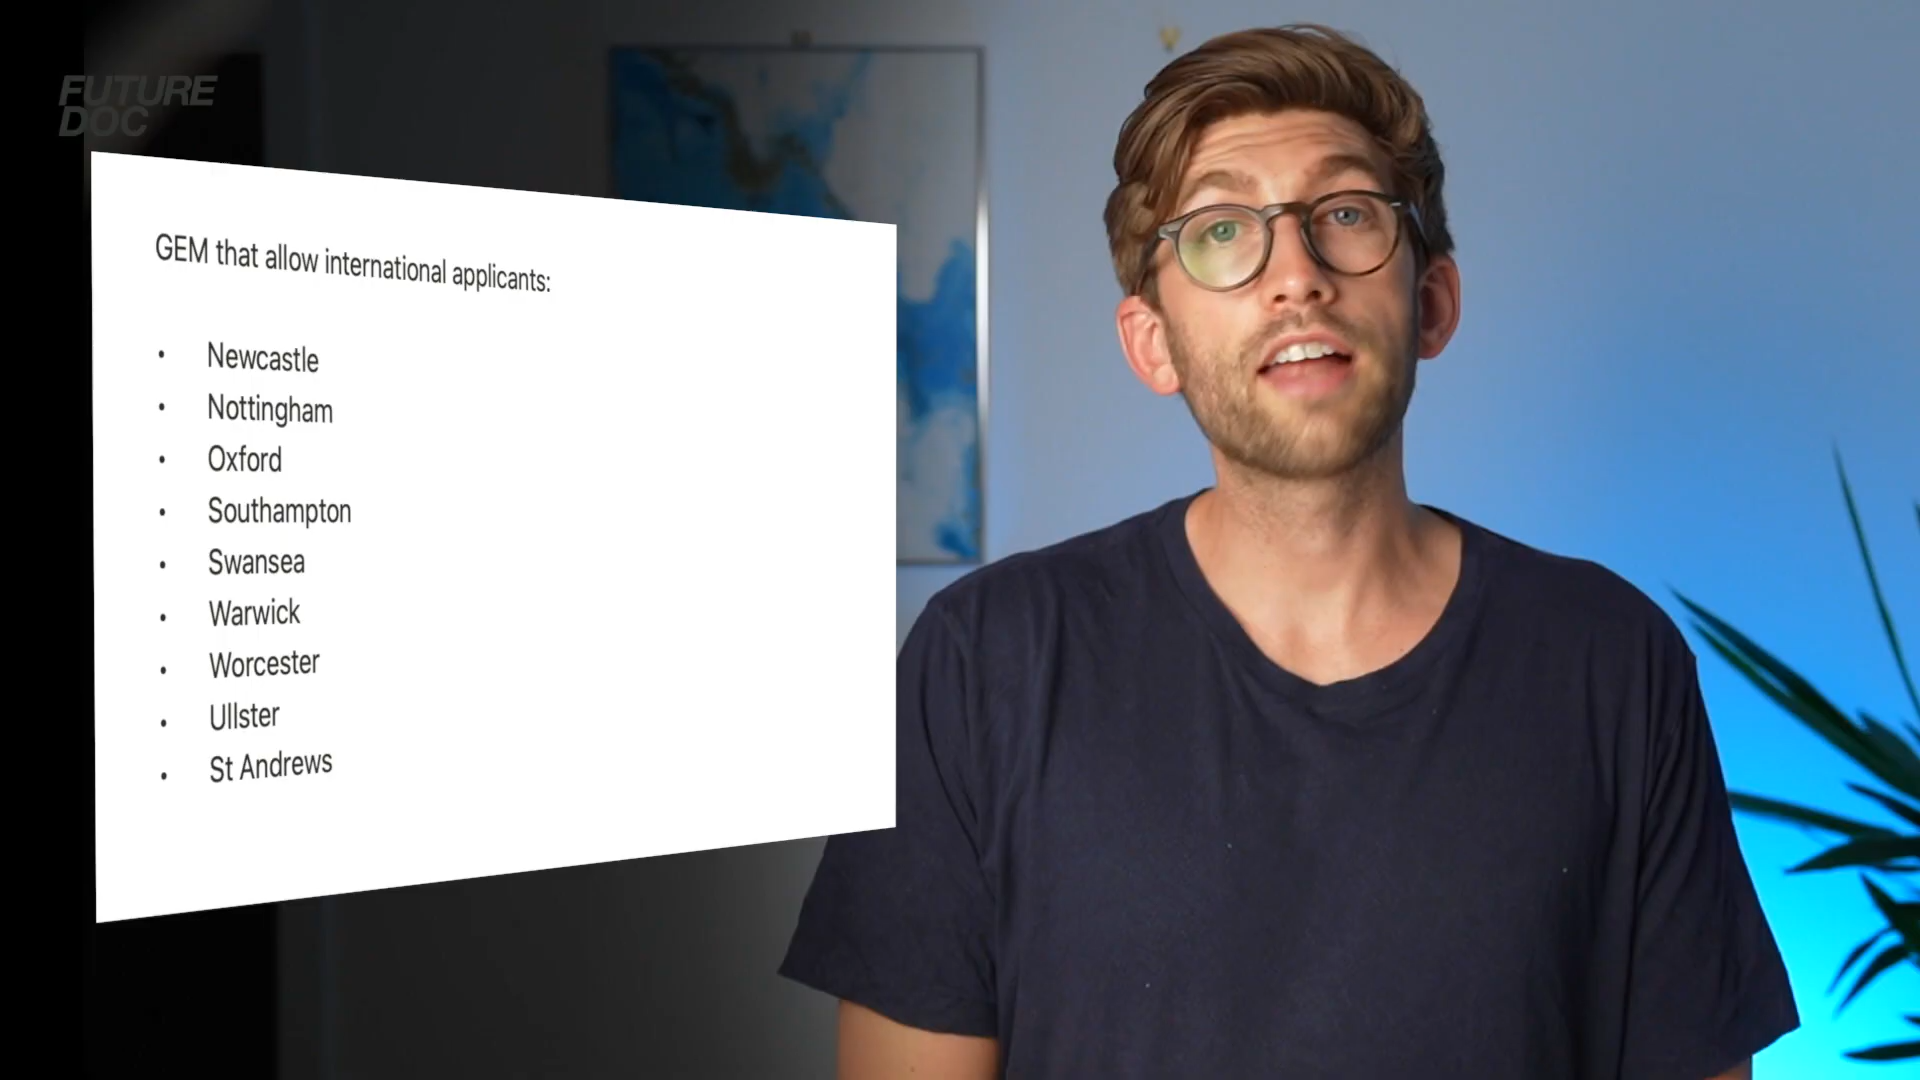 FUTURE
DOC
GEM that allow international applicants:
• Newcastle
• Nottingham
• Oxford
• Southampton
• Swansea
• Warwick
• Worcester
• Ullster
• St Andrews